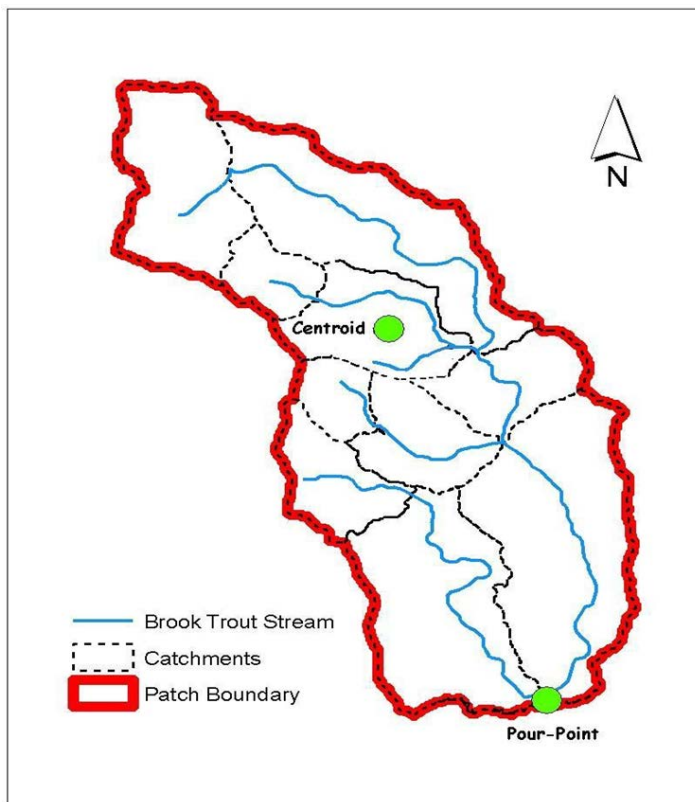 N
Centroid
Brook Trout Stream
Catchments
Patch Boundary
Pour-Point